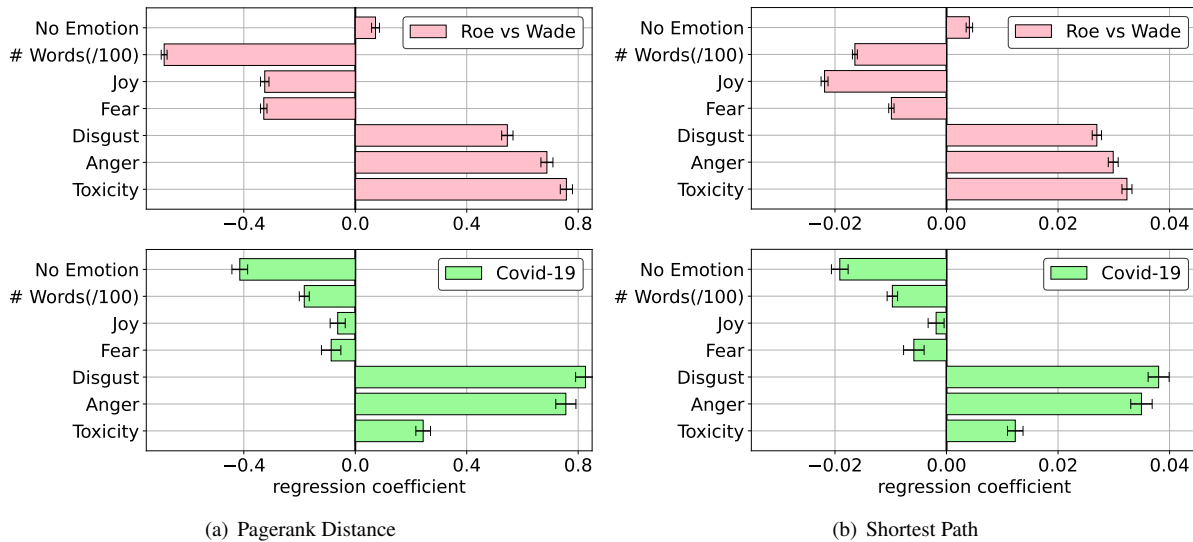 No Emotion
# Words(/100)
Joy
Fear
Disgust
Anger
Toxicity
Roe vs Wade
−0.4 0.0 0.4 0.8
No Emotion
# Words(/100)
Joy
Fear
Disgust
Anger
Toxicity
Covid-19
−0.4 0.0 0.4 0.8
regression coefficient
(a) Pagerank Distance
No Emotion
# Words(/100)
Joy
Fear
Disgust
Anger
Toxicity
Roe vs Wade
−0.02 0.00 0.02 0.04
No Emotion
# Words(/100)
Joy
Fear
Disgust
Anger
Toxicity
Covid-19
−0.02 0.00 0.02 0.04
regression coefficient
(b) Shortest Path